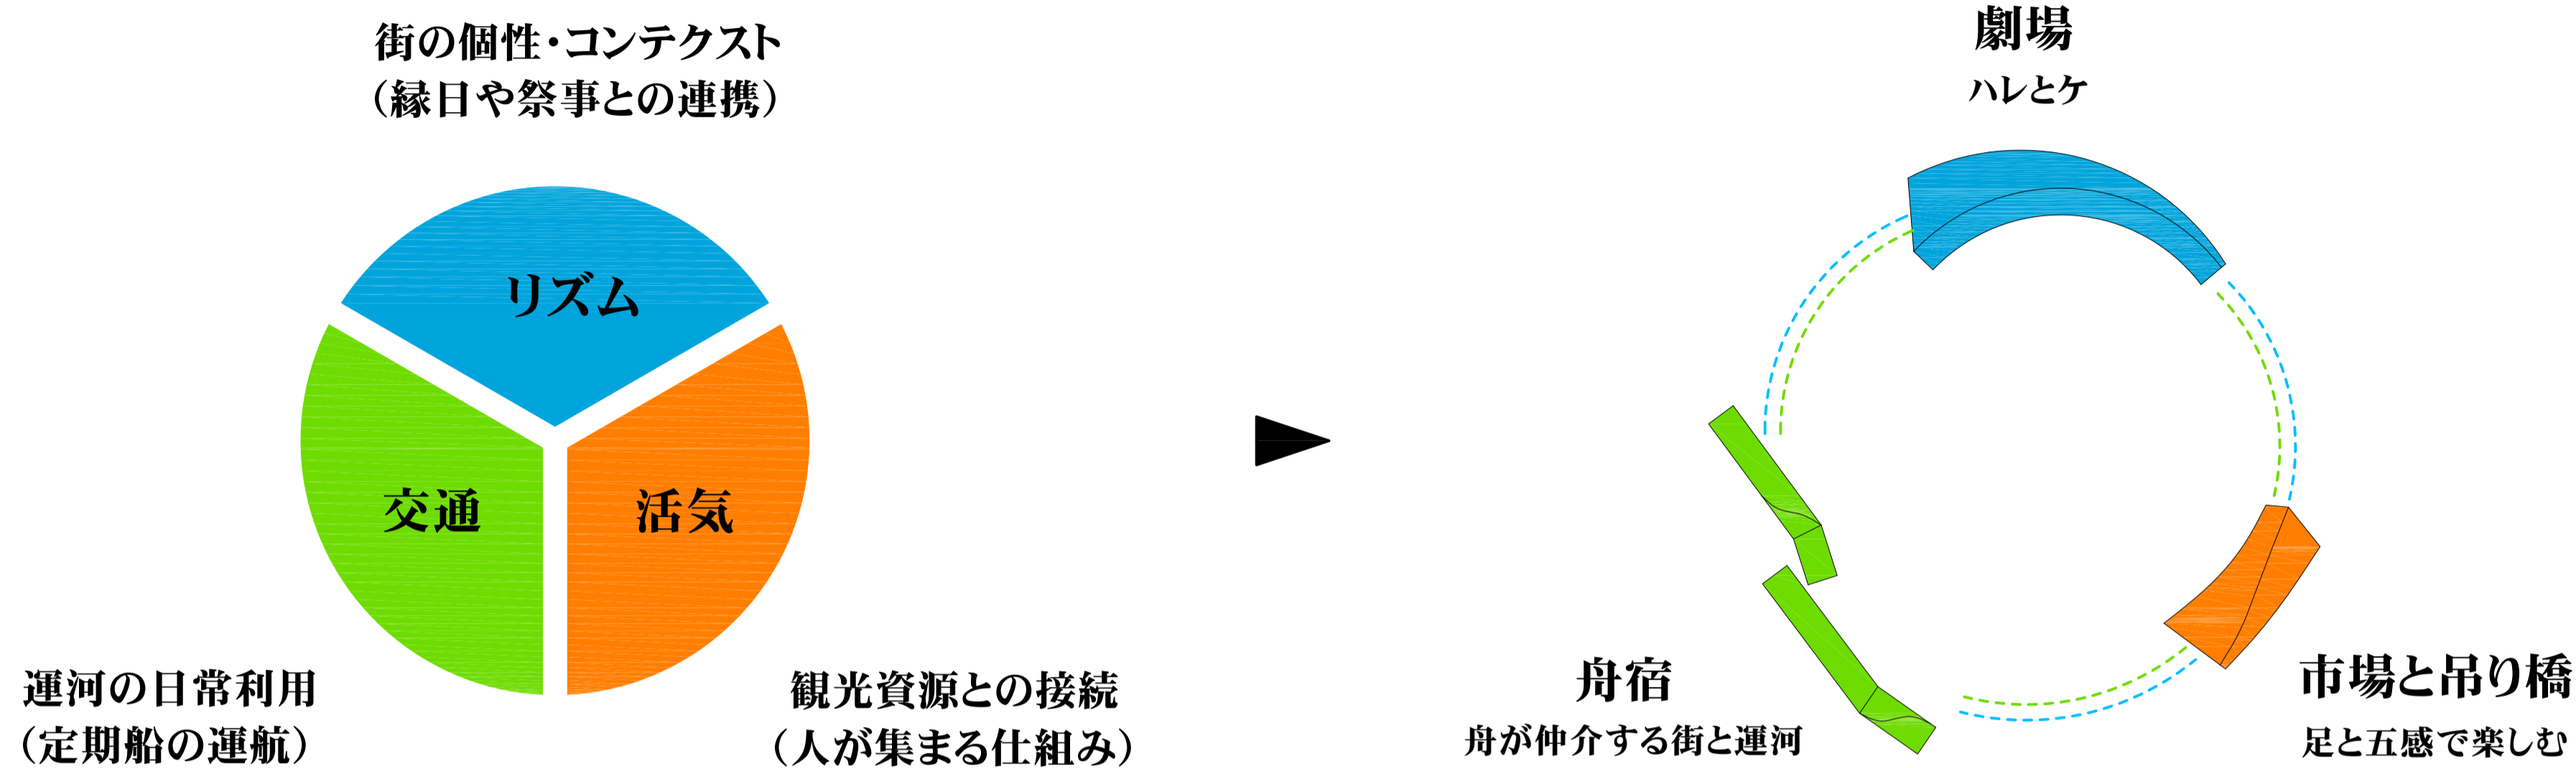 街の個性・コンテクスト
（縁日や祭事との連携）
リズム
交通
活気
運河の日常利用
（定期船の運航）
観光資源との接続
（人が集まる仕組み）
劇場
ハレとケ
舟宿
舟が仲介する街と運河
市場と吊り橋
足と五感で楽しむ